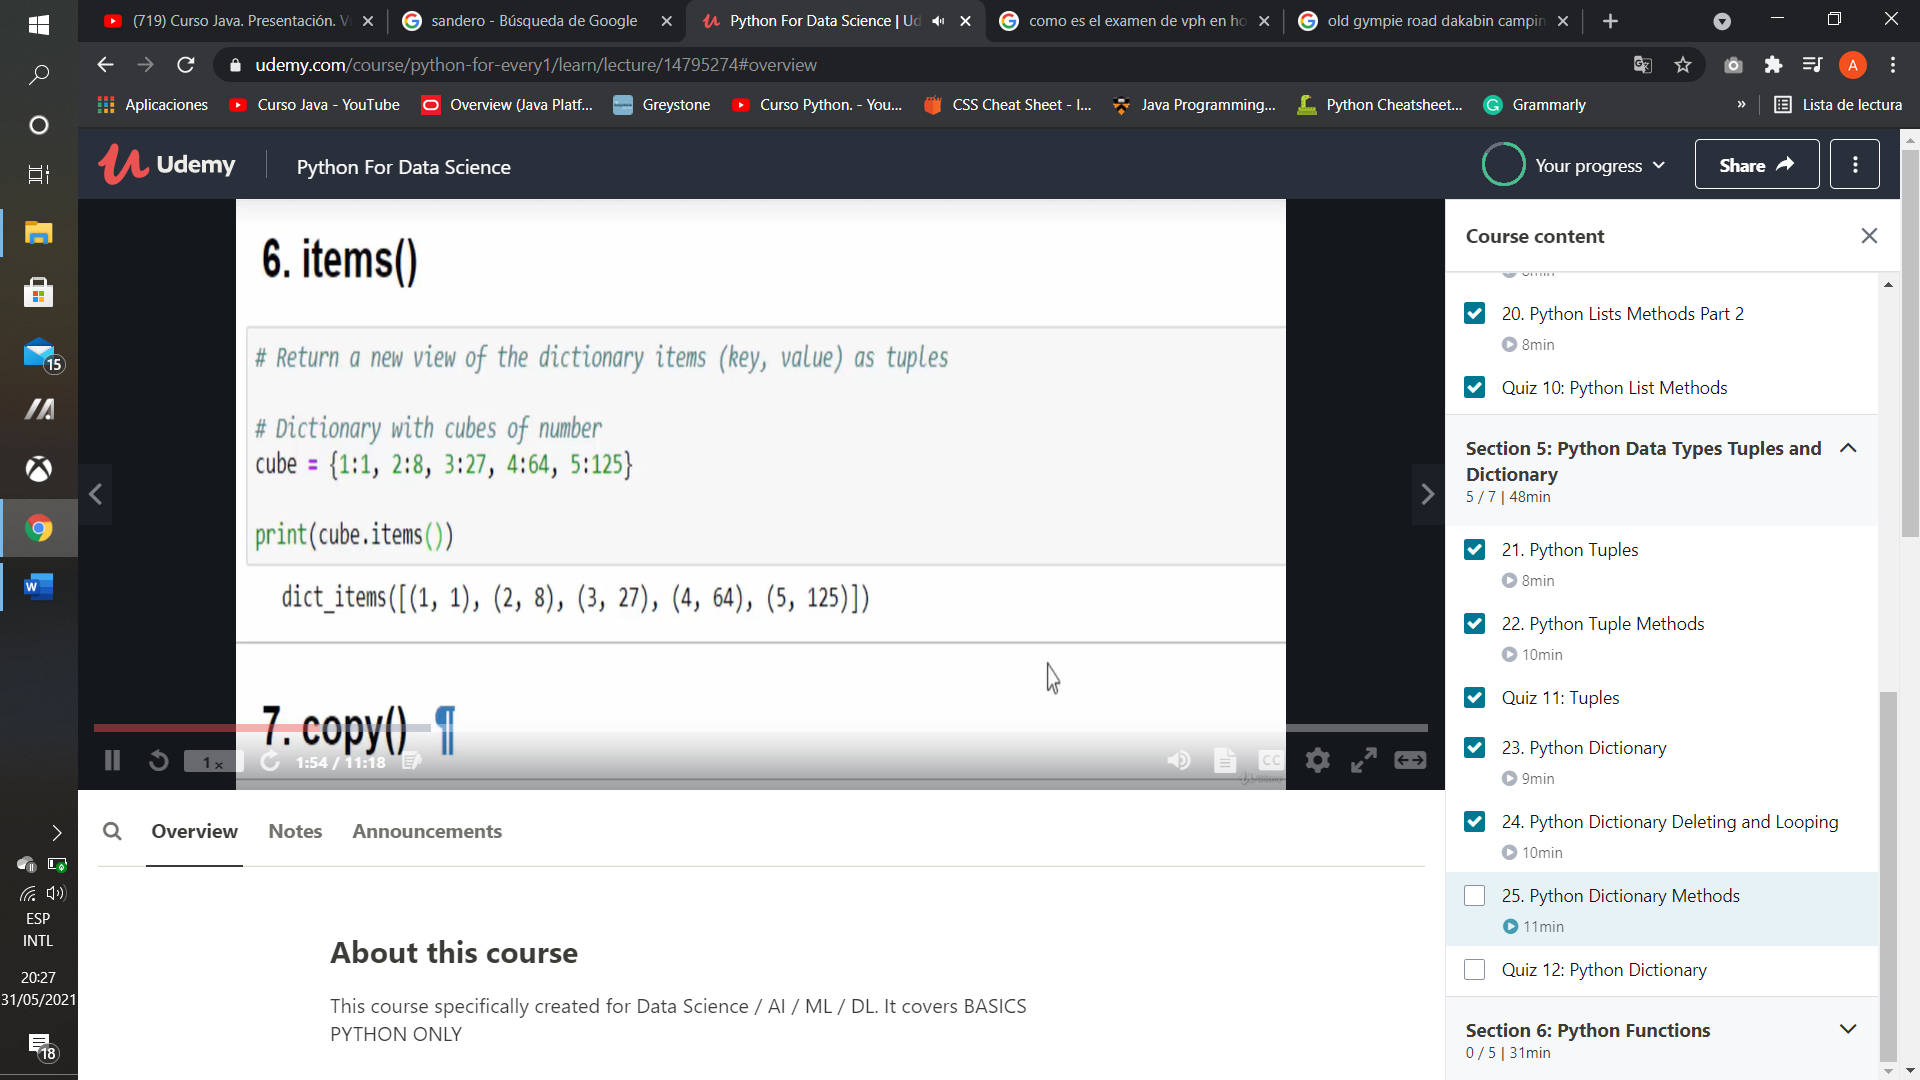 (719) Curso Java. Presentación. V
sandero - Búsqueda de Google
Python For Data Science | Ud
como es el examen de vph en ho
old gympie road dakabin campin
udemy.com/course/python-for-every1/learn/lecture/14795274#overview
A
Aplicaciones
Curso Java - YouTube
Overview (Java Platf...
Greystone
Curso Python. - You...
CSS Cheat Sheet - I...
Java Programming...
Python Cheatsheet...
Grammarly
»
Lista de lectura
Udemy
Python For Data Science
Your progress
Share
6. items()
# Return a new view of the dictionary items (key, value) as tuples
# Dictionary with cubes of number
cube = {1:1, 2:8, 3:27, 4:64, 5:125}
print(cube.items())
dict_items([(1, 1), (2, 8), (3, 27), (4, 64), (5, 125)])
7. copy() ¶
1x
1:54 / 11:18
CC
Course content
20. Python Lists Methods Part 2
8min
Quiz 10: Python List Methods
Section 5: Python Data Types Tuples and
Dictionary
5 / 7 | 48min
21. Python Tuples
8min
22. Python Tuple Methods
10min
Quiz 11: Tuples
23. Python Dictionary
9min
24. Python Dictionary Deleting and Looping
10min
25. Python Dictionary Methods
11min
Quiz 12: Python Dictionary
Section 6: Python Functions
0 / 5 | 31min
Overview
Notes
Announcements
About this course
This course specifically created for Data Science / AI / ML / DL. It covers BASICS
PYTHON ONLY
15
W
ESP
INTL
20:27
31/05/2021
18